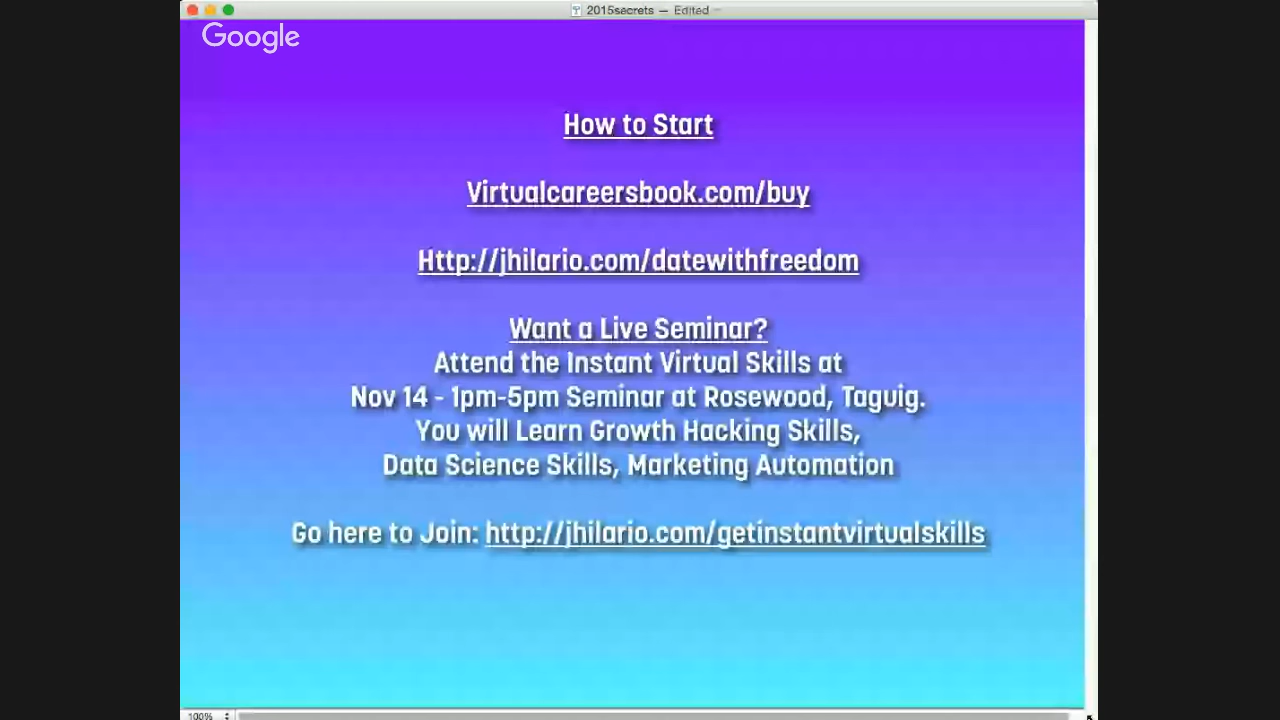 2015secrets — Edited
Google
How to Start
Virtualcareersbook.com/buy
Http://jhilario.com/datewithfreedom
Want a Live Seminar?
Attend the Instant Virtual Skills at
Nov 14 - 1pm-5pm Seminar at Rosewood, Taguig.
You will Learn Growth Hacking Skills,
Data Science Skills, Marketing Automation
Go here to Join: http://jhilario.com/getinstantvirtualskills
100%